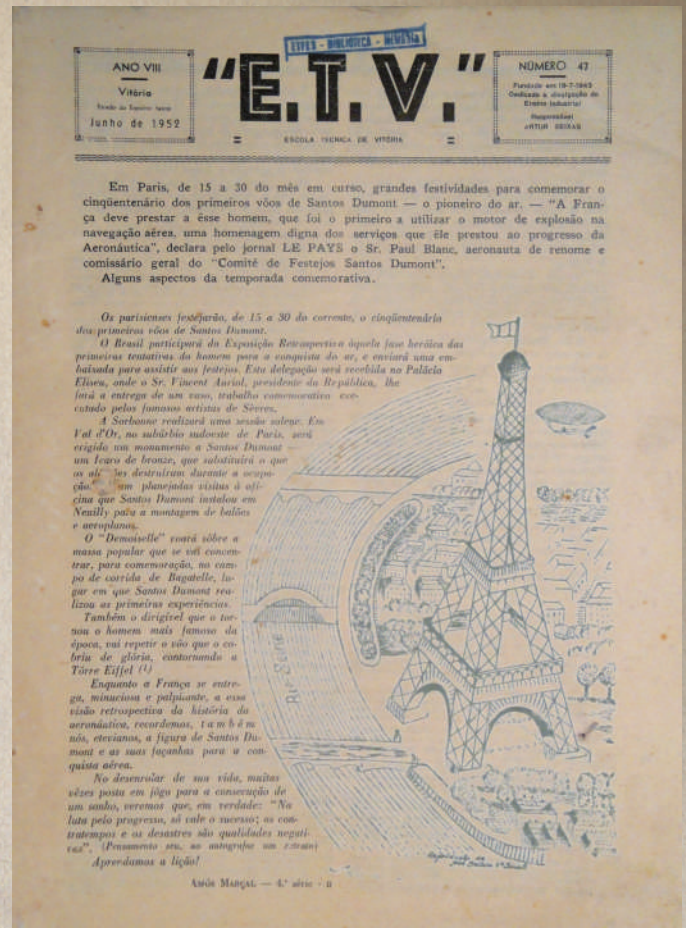 ETFES - BIBLIOTECA - MEMÓRIA
ANO VIII
Vitória
Junho de 1952
"E.T.V."
ESCOLA TÉCNICA DE VITÓRIA
NÚMERO 47
Fundado em
Dedicado à divulgação do
Ensino Industrial
Responsável
ARTUR SEIXAS
Em Paris, de 15 a 30 do mês em curso, grandes festividades para comemorar o
cinqüentenário dos primeiros vôos de Santos Dumont — o pioneiro do ar. — "A Fran-
ça deve prestar a êsse homem, que foi o primeiro a utilizar o motor de explosão na
navegação aérea, uma homenagem digna dos serviços que êle prestou ao progresso da
Aeronáutica", declara pelo jornal LE PAYS o Sr. Paul Blanc, aeronauta de renome e
comissário geral do "Comité de Festejos Santos Dumont".
Alguns aspectos da temporada comemorativa.
Os parisienses festejarão, de 15 a 30 do corrente, o cinqüentenário
dos primeiros vôos de Santos Dumont.
O Brasil participará da Exposição Retrospectiva àquela fase heróica das
primeiras tentativas do homem para a conquista do ar, e enviará uma em-
baixada para assistir aos festejos. Esta delegação será recebida no Palácio
Eliseu, onde o Sr. Vincent Auriol, presidente da República, lhe
fará a entrega de um vaso, trabalho comemorativo exe-
cutado pelos famosos artistas de Sèvres.
A Sorbonne realizará uma sessão solene. Em
Val d'Or, no subúrbio sudoeste de Paris, será
erigido um monumento a Santos Dumont —
um Ícaro de bronze, que substituirá o que
os destruíram durante a ocupa-
ção. planejadas visitas à ofi-
cina que Santos Dumont instalou em
Neuilly para a montagem de balões
e aeroplanos.
O "Demoiselle" voará sôbre a
massa popular que se vai concen-
trar, para comemoração, no cam-
po de corrida de Bagatelle, lu-
gar em que Santos Dumont rea-
lizou as primeiras experiências.
Também o dirigível que o tor-
nou o homem mais famoso da
época, vai repetir o vôo que o co-
briu de glória, contornando a
Tôrre Eiffel (1)
Enquanto a França se entre-
ga, minuciosa e palpitante, a essa
visão retrospectiva da história da
aeronáutica, recordemos, também
nós, etevianos, a figura de Santos Du-
mont e as suas façanhas para a con-
quista aérea.
No desenrolar de sua vida, muitas
vêzes posta em jôgo para a consecução de
um sonho, veremos que, em verdade: "Na
luta pelo progresso, só vale o sucesso; os con-
tratempos e os desastres são qualidades negati-
vas". (Pensamento seu, no autógrafo um extrato)
Aprendamos a lição!
AMÓS MARÇAL — 4.ª série - B
RIO SENA